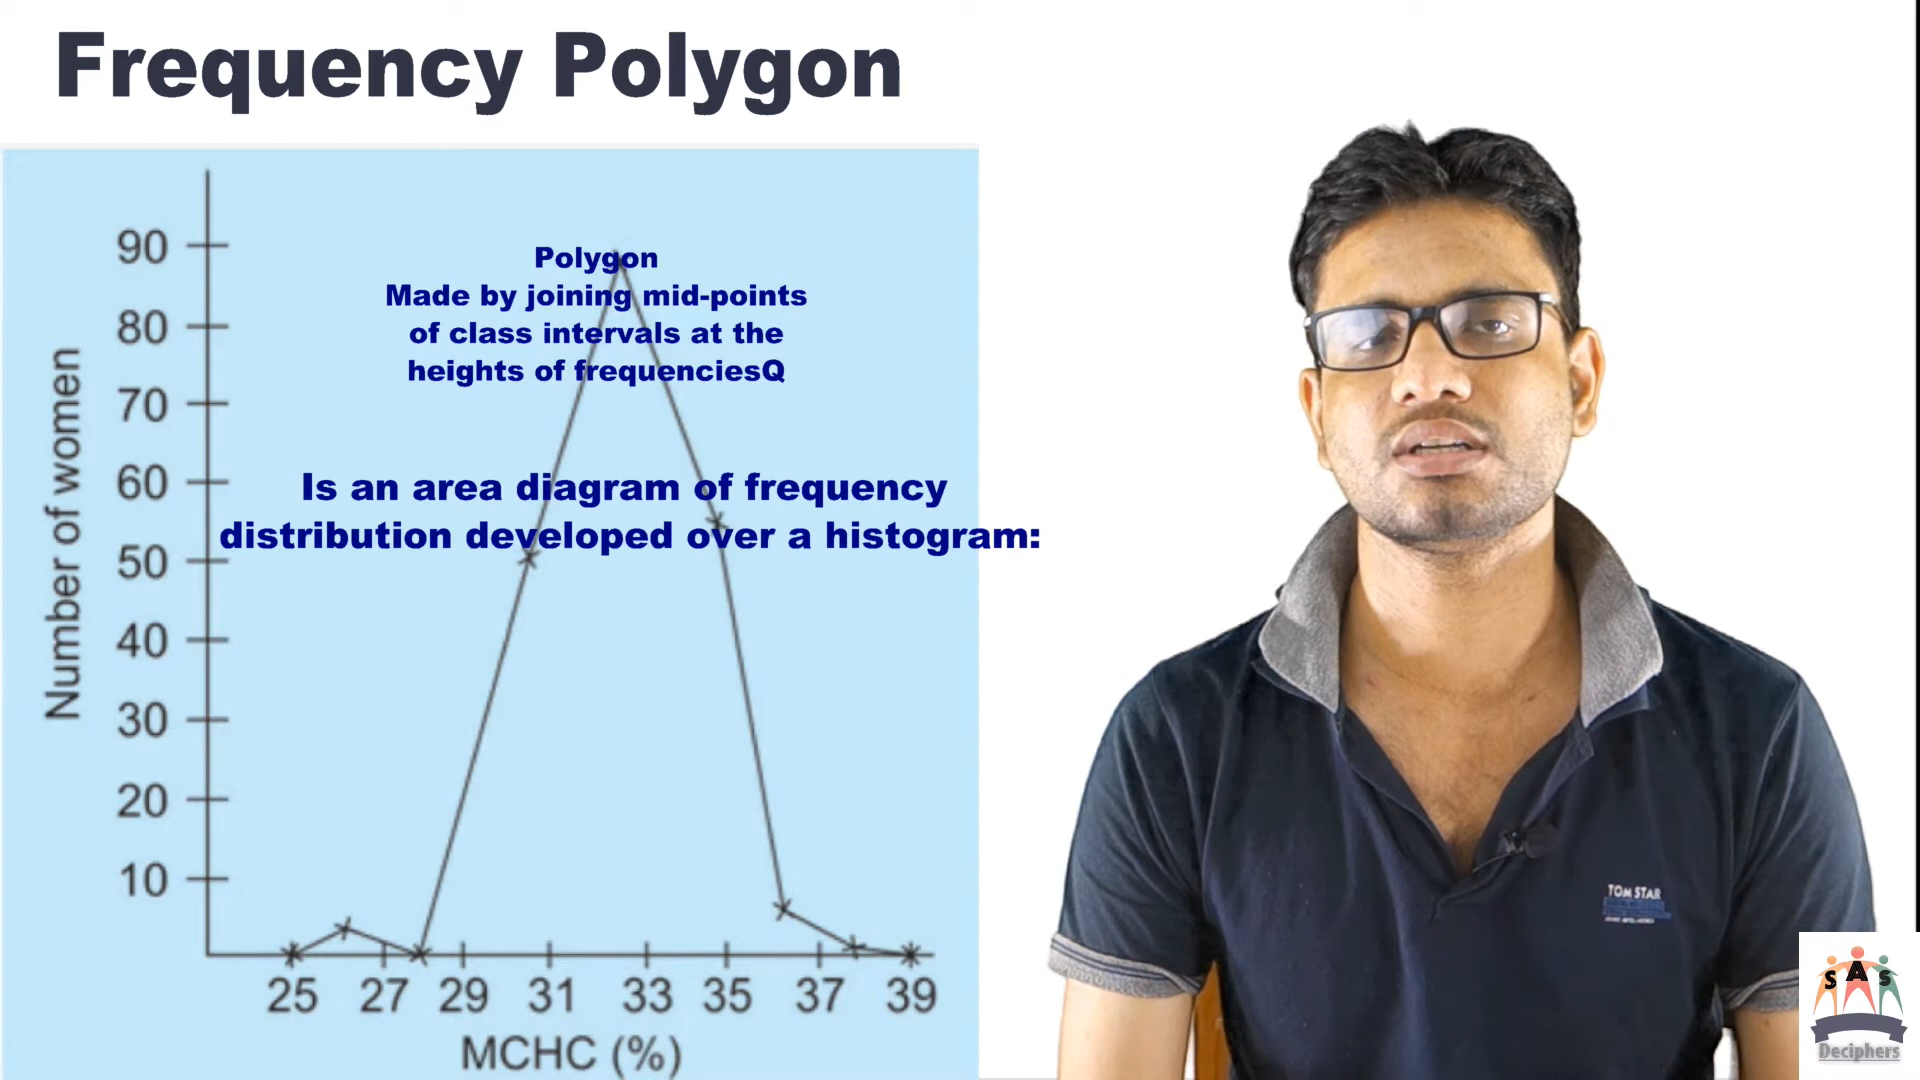 Frequency Polygon
Polygon
Made by joining mid-points
of class intervals at the
heights of frequenciesQ
Is an area diagram of frequency
distribution developed over a histogram:
Number of women
90
80
70
60
50
40
30
20
10
25 27 29 31 33 35 37 39
MCHC (%)
TOM STAR
SAS
Deciphers